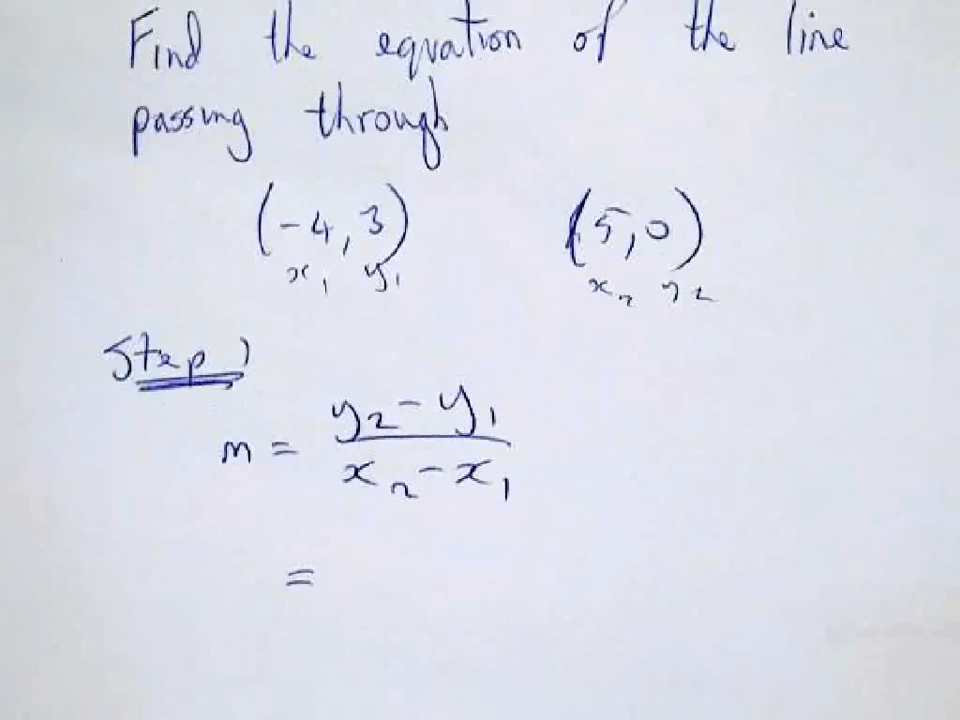 Find the equation of the line
passing through
(-4, 3) (5, 0)
x₁ y₁ x₂ y₂
Step 1
m = (y₂ - y₁)/(x₂ - x₁)
=